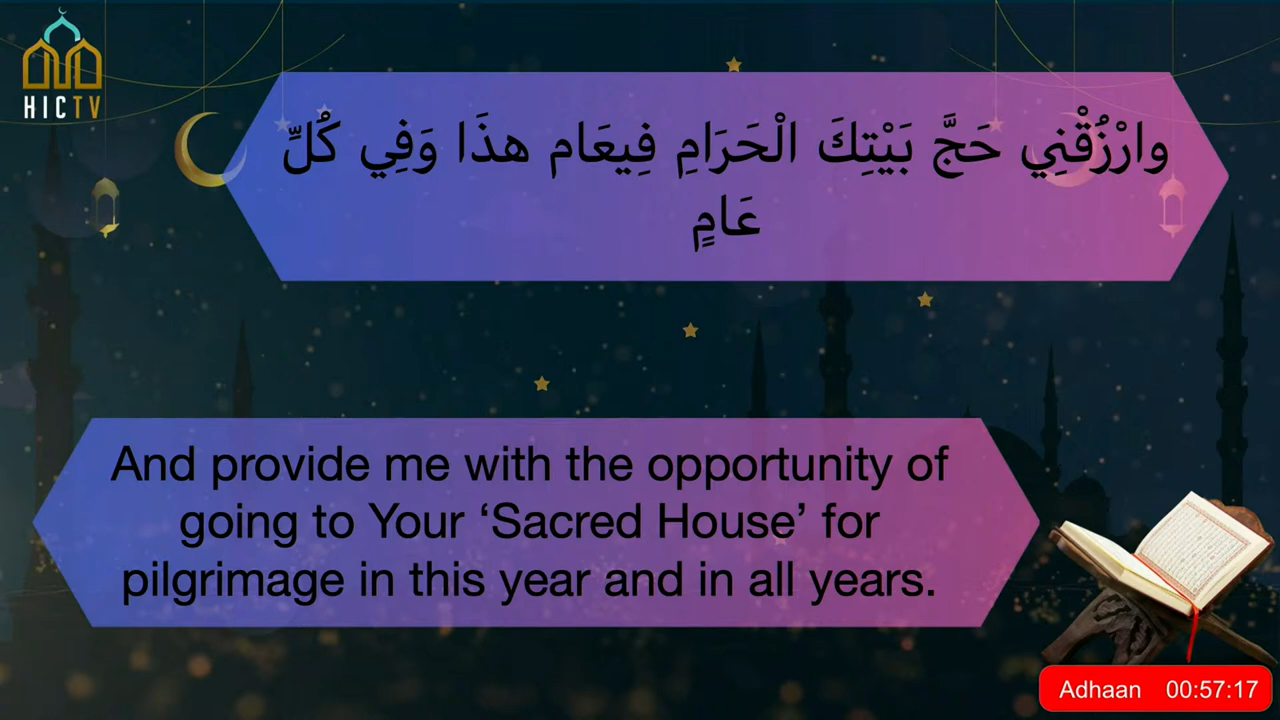 HICTV
وارْزُقْنِي حَجَّ بَيْتِكَ الْحَرَامِ فِيعَام هذَا وَفِي كُلِّ
عَامٍ
And provide me with the opportunity of
going to Your ‘Sacred House’ for
pilgrimage in this year and in all years.
Adhaan 00:57:17